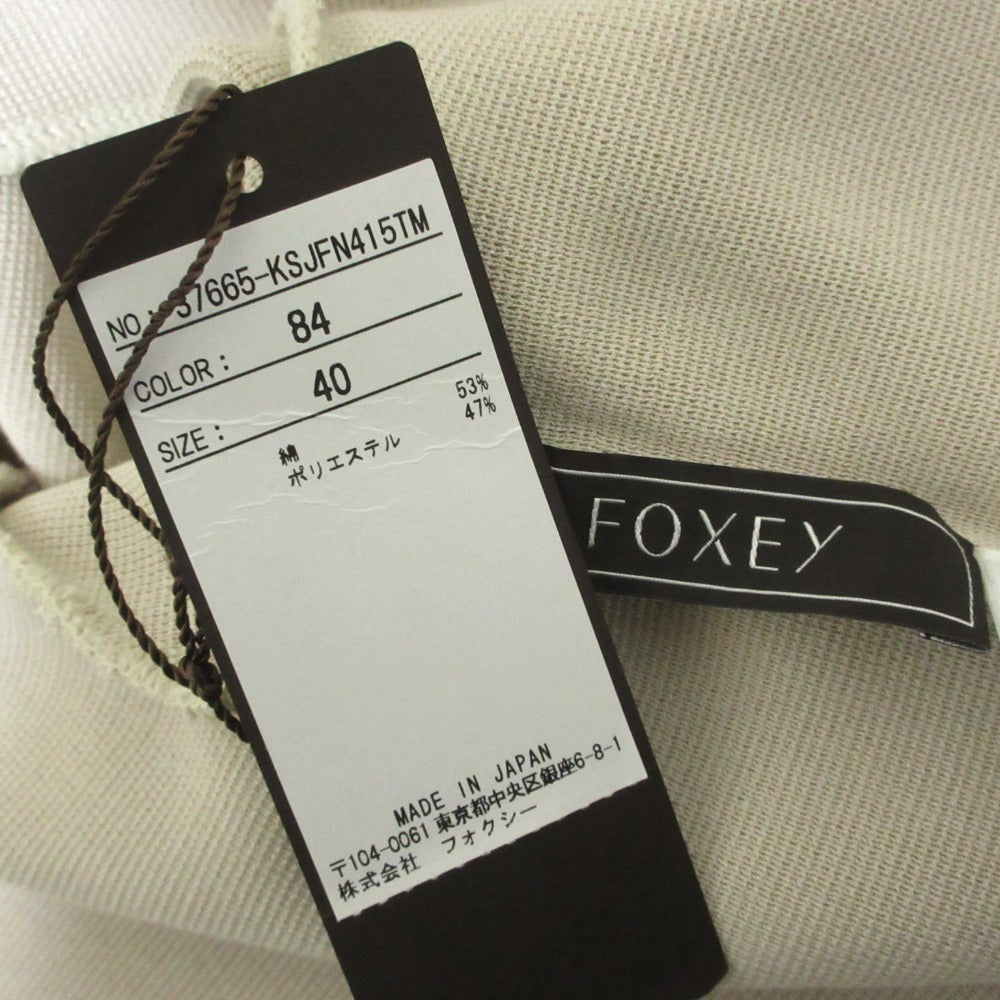 NO: 37665-KSJFN415TM
COLOR: 84
SIZE: 40
綿 53%
ポリエステル 47%
MADE IN JAPAN
〒104-0061 東京都中央区銀座6-8-1
株式会社 フォクシー
FOXEY